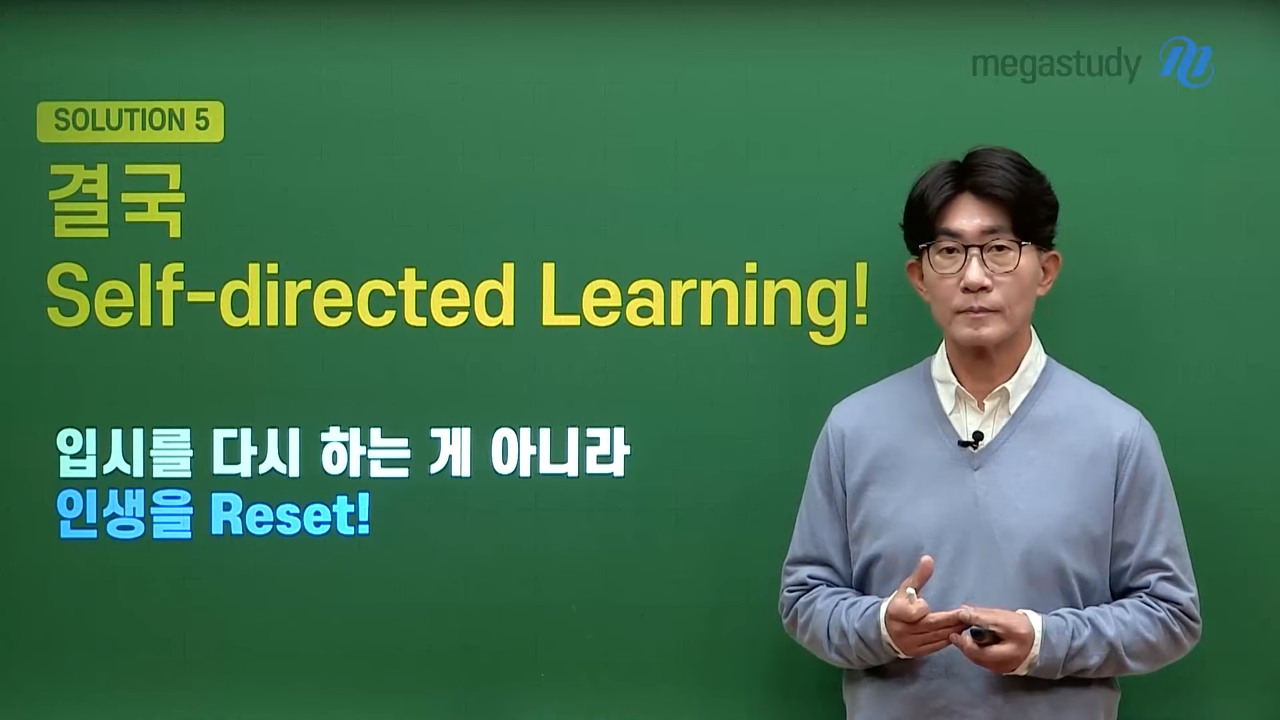 megastudy
SOLUTION 5
결국
Self-directed Learning!
입시를 다시 하는 게 아니라
인생을 Reset!